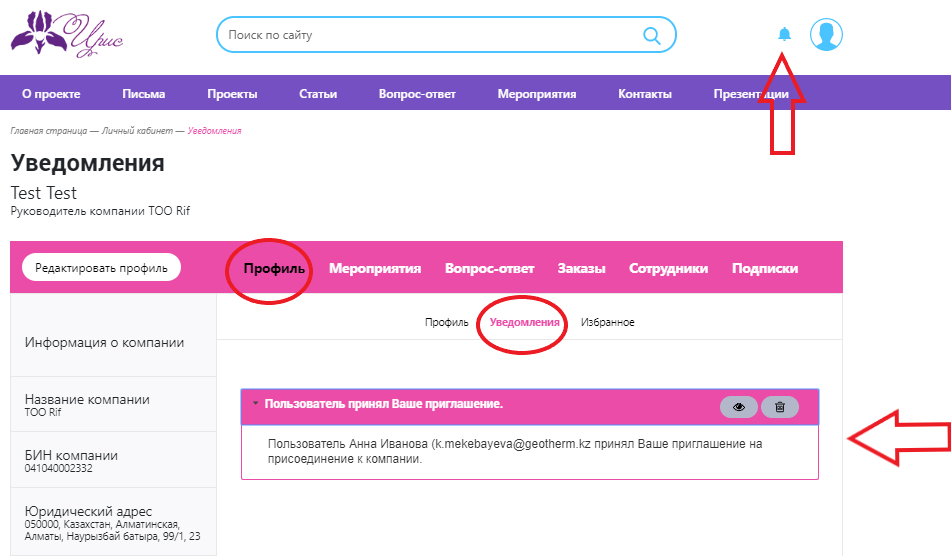 Ирис
Поиск по сайту
О проекте Письма Проекты Статьи Вопрос-ответ Мероприятия Контакты Презентации
Главная страница — Личный кабинет — Уведомления
Уведомления
Test Test
Руководитель компании ТОО Rif
Редактировать профиль
Профиль Мероприятия Вопрос-ответ Заказы Сотрудники Подписки
Профиль Уведомления Избранное
Информация о компании
Название компании
ТОО Rif
БИН компании
041040002332
Юридический адрес
050000, Казахстан, Алматинская,
Алматы, Наурызбай батыра, 99/1, 23
Пользователь принял Ваше приглашение.
Пользователь Анна Иванова (k.mekebayeva@geotherm.kz принял Ваше приглашение на
присоединение к компании.